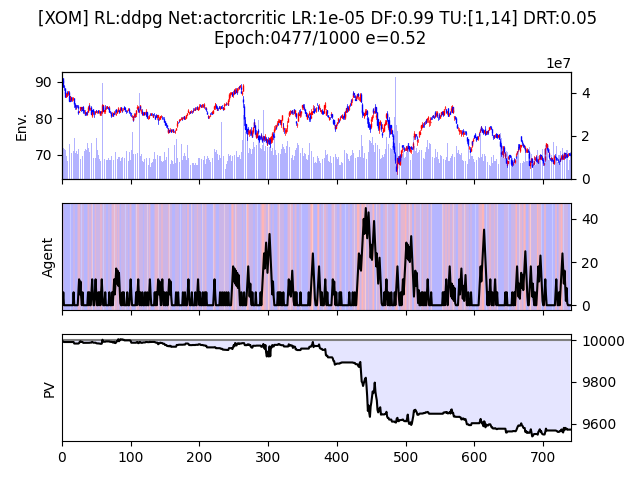 [XOM] RL:ddpg Net:actorcritic LR:1e-05 DF:0.99 TU:[1,14] DRT:0.05
Epoch:0477/1000 e=0.52
1e7
90
80
70
Env.
4
2
0
Agent
40
20
0
PV
10000
9800
9600
0 100 200 300 400 500 600 700